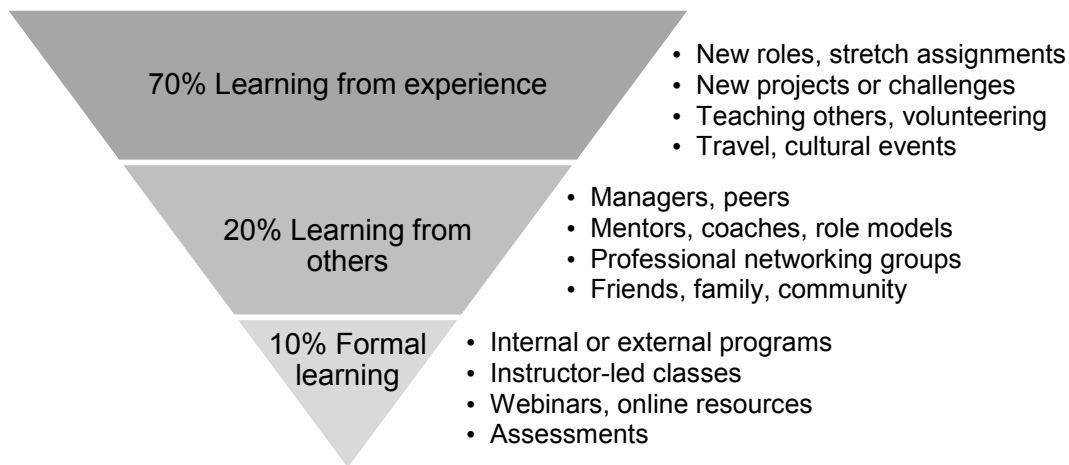 70% Learning from experience
• New roles, stretch assignments
• New projects or challenges
• Teaching others, volunteering
• Travel, cultural events
20% Learning from
others
• Managers, peers
• Mentors, coaches, role models
• Professional networking groups
• Friends, family, community
10% Formal
learning
• Internal or external programs
• Instructor-led classes
• Webinars, online resources
• Assessments